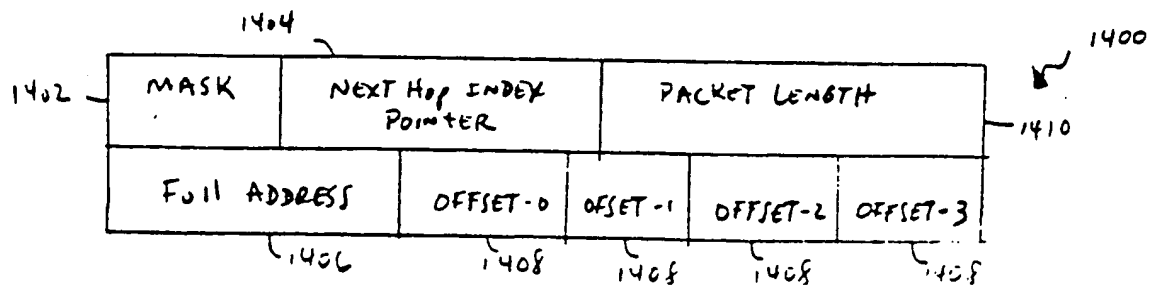 1404
1400
1402
MASK
NEXT Hop INDEX
POINTER
PACKET LENGTH
1410
Full ADDRESS
OFFSET-0
OFSET-1
OFFSET-2
OFFSET-3
1406
1408
1408
1408
1408